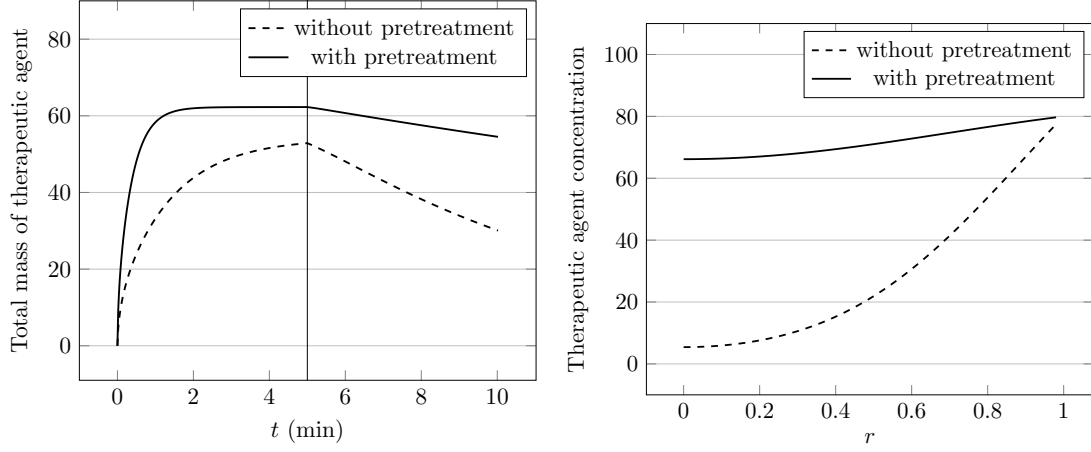 Total mass of therapeutic agent
80
60
40
20
0
without pretreatment
with pretreatment
0 2 4 6 8 10
t (min)
Therapeutic agent concentration
100
80
60
40
20
0
without pretreatment
with pretreatment
0 0.2 0.4 0.6 0.8 1
r